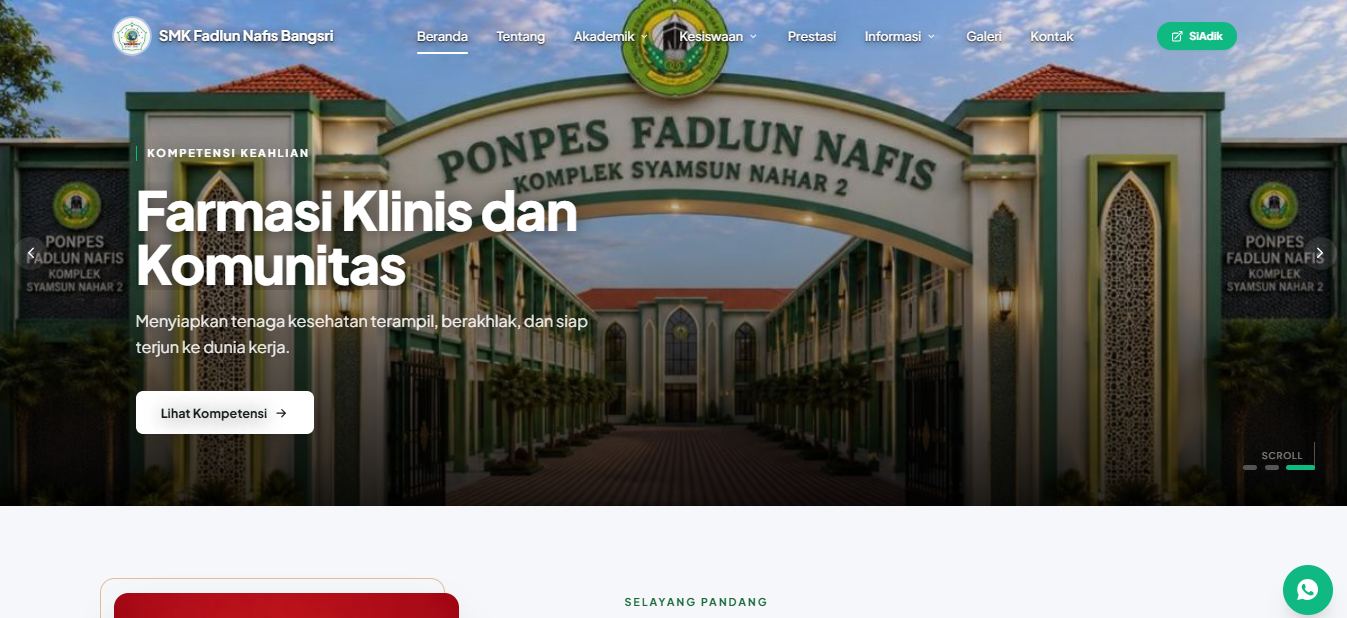 SMK Fadlun Nafis Bangsri
Beranda
Tentang
Akademik
Kesiswaan
Prestasi
Informasi
Galeri
Kontak
SiAdik
PONPES FADLUN NAFIS
KOMPLEK SYAMSUN NAHAR 2
KOMPETENSI KEAHLIAN
Farmasi Klinis dan
Komunitas
Menyiapkan tenaga kesehatan terampil, berakhlak, dan siap
terjun ke dunia kerja.
Lihat Kompetensi
PONPES
FADLUN NAFIS
KOMPLEK
SYAMSUN NAHAR 2
PONPES
FADLUN NAFIS
KOMPLEK
SYAMSUN NAHAR 2
SCROLL
SELAYANG PANDANG